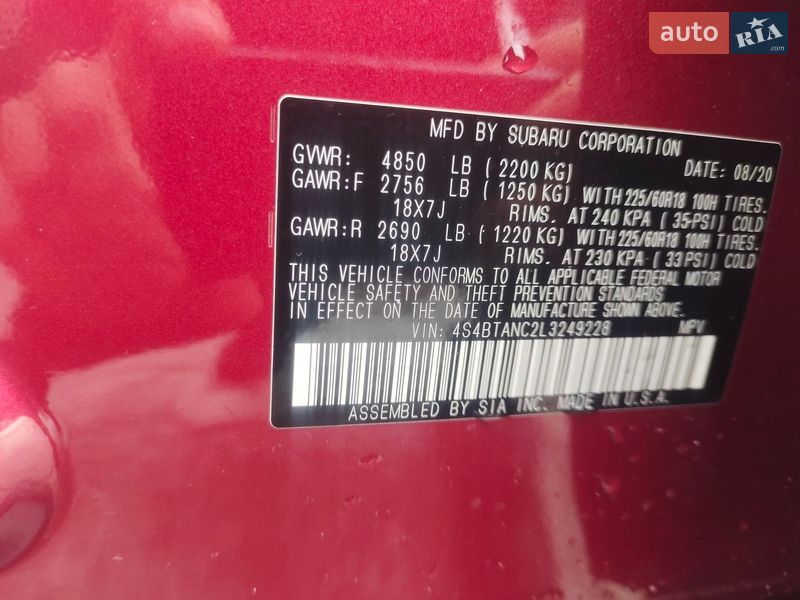 auto RIA .com
MFD BY SUBARU CORPORATION
GVWR: 4850 LB (2200 KG) DATE: 08/20
GAWR:F 2756 LB (1250 KG) WITH 225/60R18 100H TIRES.
18X7J RIMS. AT 240 KPA (35-PSI) COLD
GAWR:R 2690 LB (1220 KG) WITH 225/60R18 100H TIRES.
18X7J RIMS. AT 230 KPA (33PSI) COLD
THIS VEHICLE CONFORMS TO ALL APPLICABLE FEDERAL MOTOR
VEHICLE SAFETY AND THEFT PREVENTION STANDARDS
IN EFFECT ON THE DATE OF MANUFACTURE SHOWN ABOVE.
VIN: 4S4BTANC2L3249228 MPV
ASSEMBLED BY SIA INC. MADE IN U.S.A.